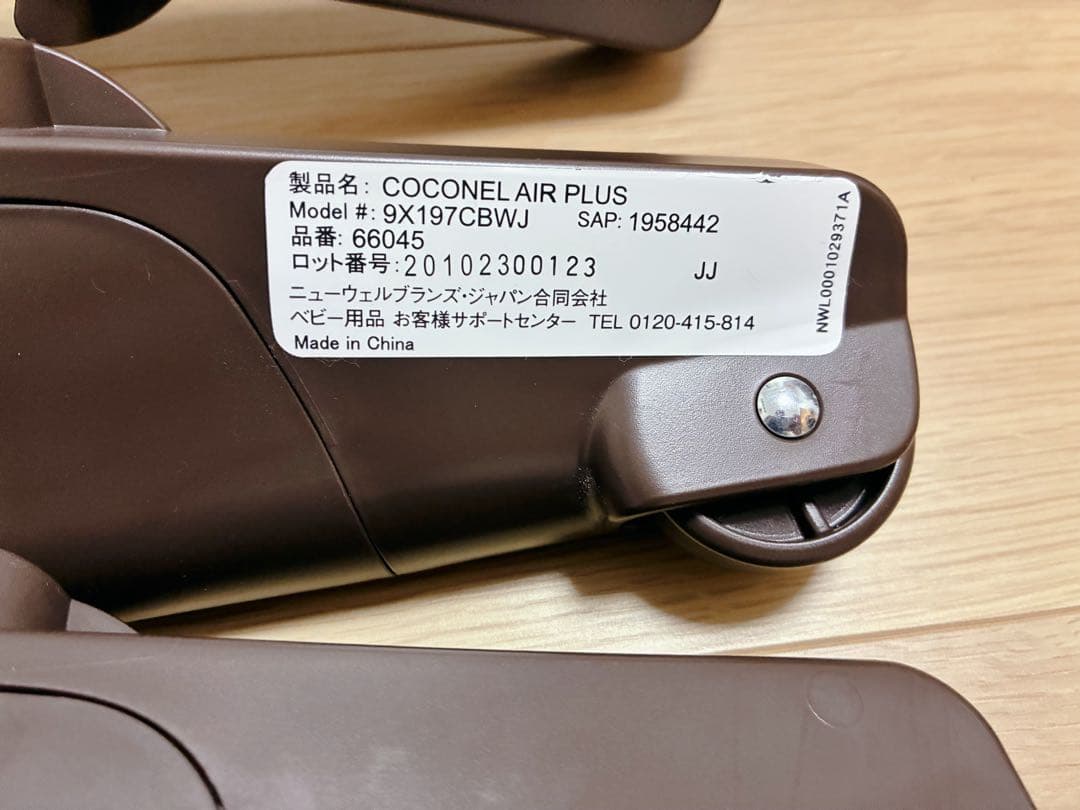 製品名: COCONEL AIR PLUS
Model #: 9X197CBWJ SAP: 1958442
品番: 66045
ロット番号:20102300123 JJ
ニューウェルブランズ・ジャパン合同会社
ベビー用品 お客様サポートセンター TEL 0120-415-814
Made in China
NWL0001029371A